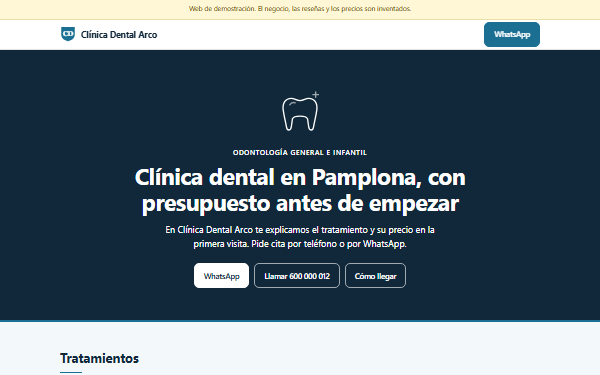 Web de demostración. El negocio, las reseñas y los precios son inventados.
CD
Clínica Dental Arco
WhatsApp
ODONTOLOGÍA GENERAL E INFANTIL
Clínica dental en Pamplona, con
presupuesto antes de empezar
En Clínica Dental Arco te explicamos el tratamiento y su precio en la
primera visita. Pide cita por teléfono o por WhatsApp.
WhatsApp
Llamar 600 000 012
Cómo llegar
Tratamientos